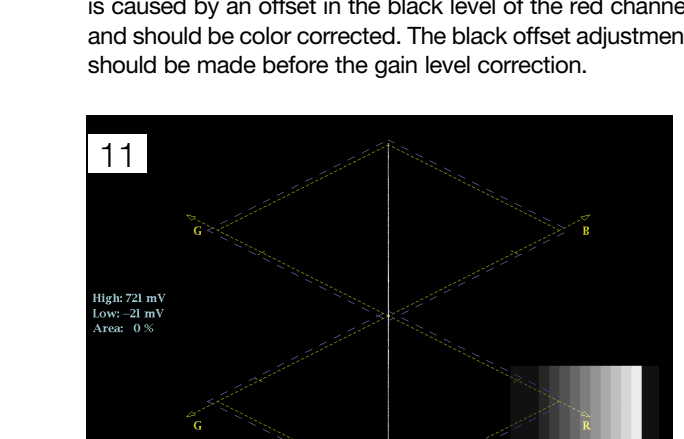 is caused by an offset in the black level of the red channe
and should be color corrected. The black offset adjustmen
should be made before the gain level correction.
11
G
B
High: 721 mV
Low: −21 mV
Area: 0 %
G
R